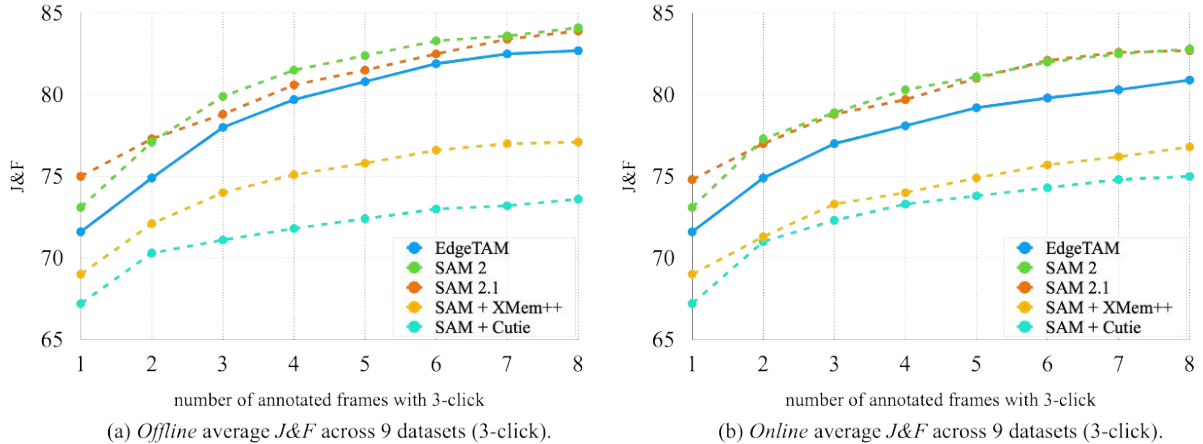 85
80
75
70
65
J&F
EdgeTAM
SAM 2
SAM 2.1
SAM + XMem++
SAM + Cutie
1 2 3 4 5 6 7 8
number of annotated frames with 3-click
(a) Offline average J&F across 9 datasets (3-click).
85
80
75
70
65
J&F
EdgeTAM
SAM 2
SAM 2.1
SAM + XMem++
SAM + Cutie
1 2 3 4 5 6 7 8
number of annotated frames with 3-click
(b) Online average J&F across 9 datasets (3-click).